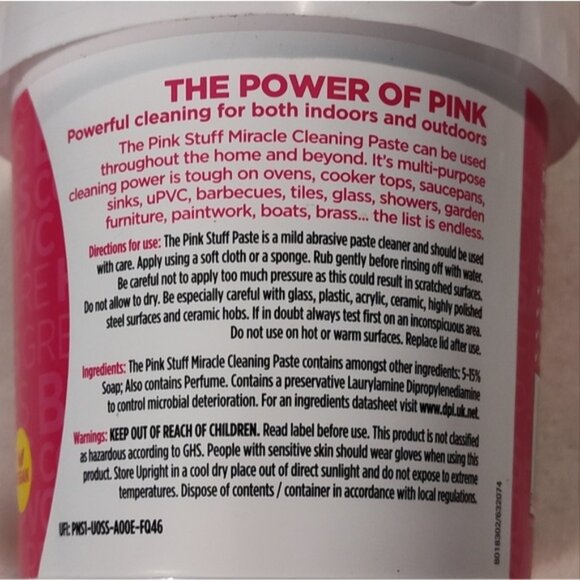 THE POWER OF PINK
Powerful cleaning for both indoors and outdoors
The Pink Stuff Miracle Cleaning Paste can be used
throughout the home and beyond. It's multi-purpose
cleaning power is tough on ovens, cooker tops, saucepans,
sinks, uPVC, barbecues, tiles, glass, showers, garden
furniture, paintwork, boats, brass... the list is endless.
Directions for use: The Pink Stuff Paste is a mild abrasive paste cleaner and should be used
with care. Apply using a soft cloth or a sponge. Rub gently before rinsing off with water.
Be careful not to apply too much pressure as this could result in scratched surfaces.
Do not allow to dry. Be especially careful with glass, plastic, acrylic, ceramic, highly polished
steel surfaces and ceramic hobs. If in doubt always test first on an inconspicuous area.
Do not use on hot or warm surfaces. Replace lid after use.
Ingredients: The Pink Stuff Miracle Cleaning Paste contains amongst other ingredients: 5-15%
Soap; Also contains Perfume. Contains a preservative Laurylamine Dipropylenediamine
to control microbial deterioration. For an ingredients datasheet visit www.dpl.uk.net.
Warnings: KEEP OUT OF REACH OF CHILDREN. Read label before use. This product is not classified
as hazardous according to GHS. People with sensitive skin should wear gloves when using this
product. Store Upright in a cool dry place out of direct sunlight and do not expose to extreme
temperatures. Dispose of contents / container in accordance with local regulations.
UFI: PNS1-U0SS-A00E-FQ46
8018302/632074